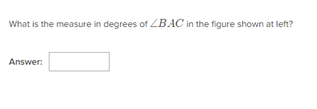 What is the measure in degrees of ∠BAC in the figure shown at left?
Answer: